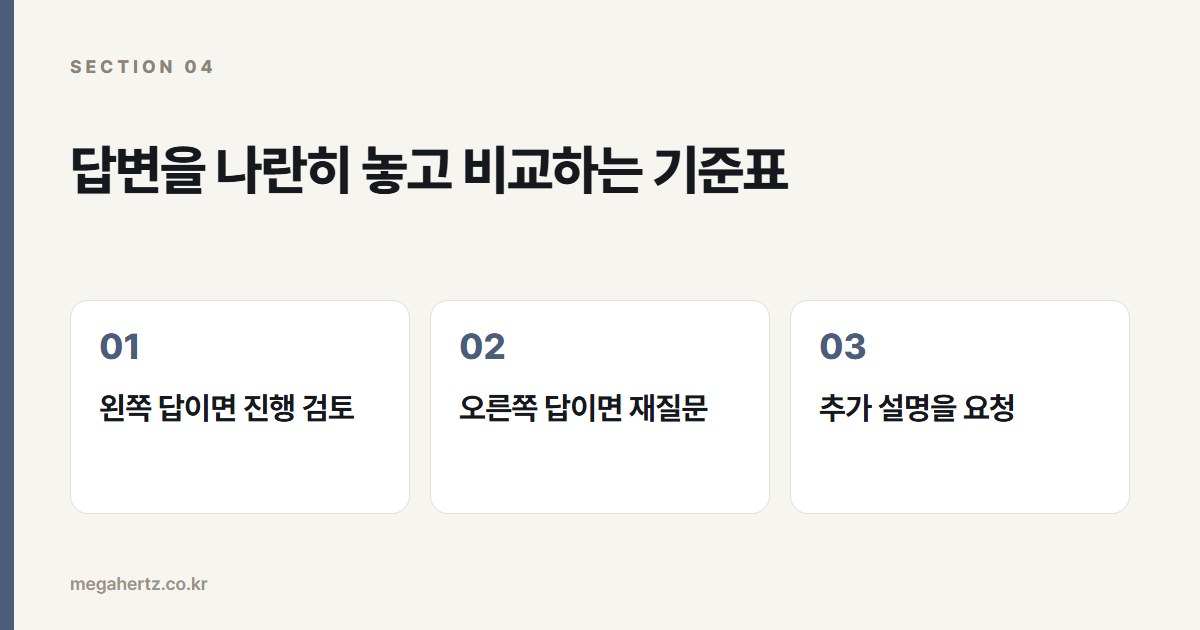 SECTION 04
답변을 나란히 놓고 비교하는 기준표
01
왼쪽 답이면 진행 검토
02
오른쪽 답이면 재질문
03
추가 설명을 요청
megahertz.co.kr